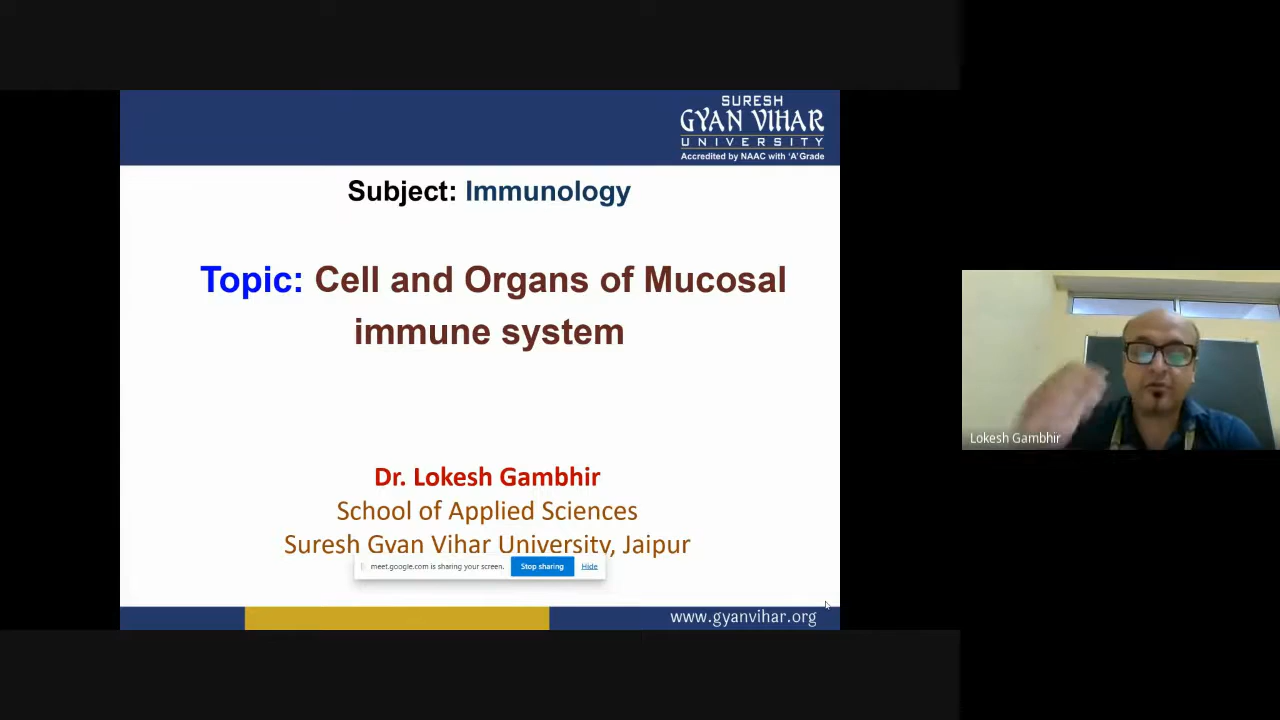 SURESH
GYAN VIHAR
UNIVERSITY
Accredited by NAAC with 'A' Grade
Subject: Immunology
Topic: Cell and Organs of Mucosal
immune system
Dr. Lokesh Gambhir
School of Applied Sciences
Suresh Gyan Vihar University, Jaipur
meet.google.com is sharing your screen. Stop sharing Hide
www.gyanvihar.org
Lokesh Gambhir